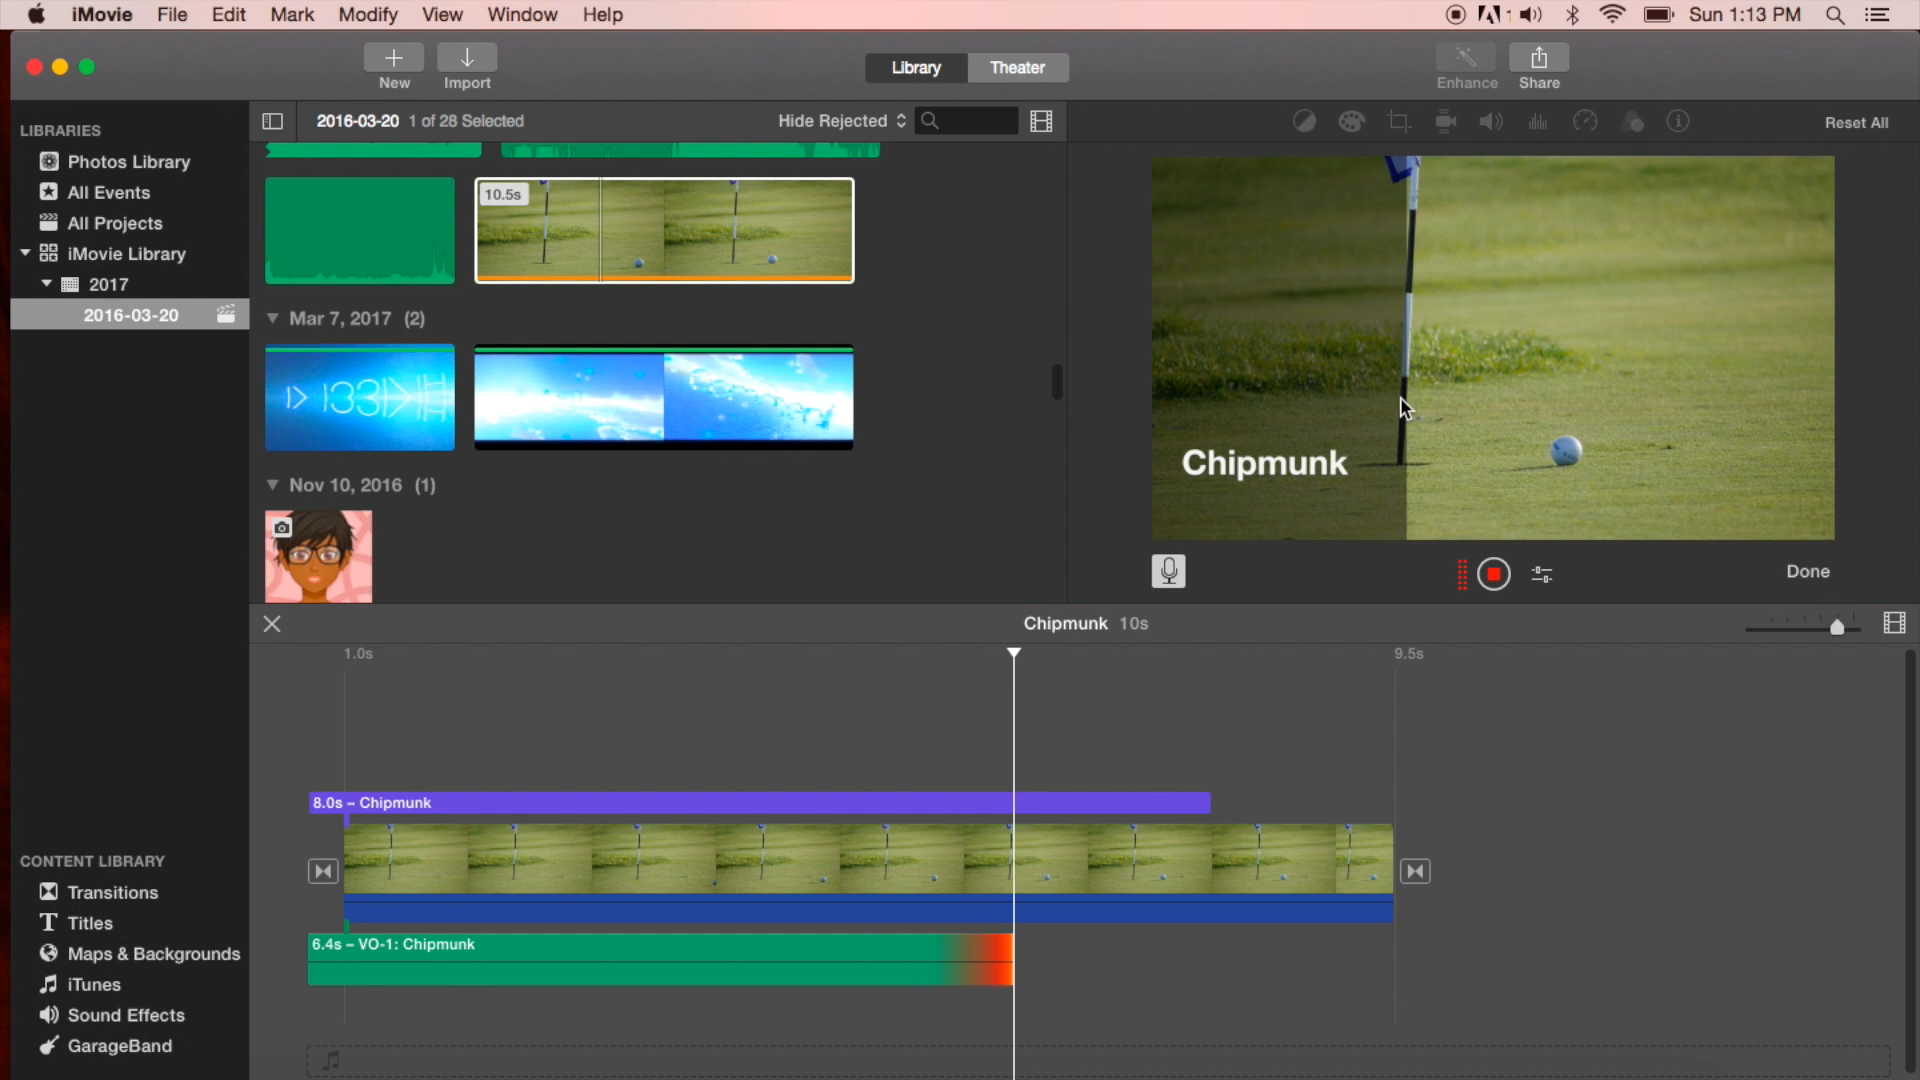 iMovie File Edit Mark Modify View Window Help
Sun 1:13 PM
New
Import
Library
Theater
Enhance
Share
LIBRARIES
Photos Library
All Events
All Projects
iMovie Library
2017
2016-03-20
2016-03-20 1 of 28 Selected
Hide Rejected
Reset All
10.5s
Mar 7, 2017 (2)
Nov 10, 2016 (1)
Chipmunk
Done
Chipmunk 10s
1.0s
9.5s
8.0s – Chipmunk
6.4s – VO-1: Chipmunk
CONTENT LIBRARY
Transitions
Titles
Maps & Backgrounds
iTunes
Sound Effects
GarageBand